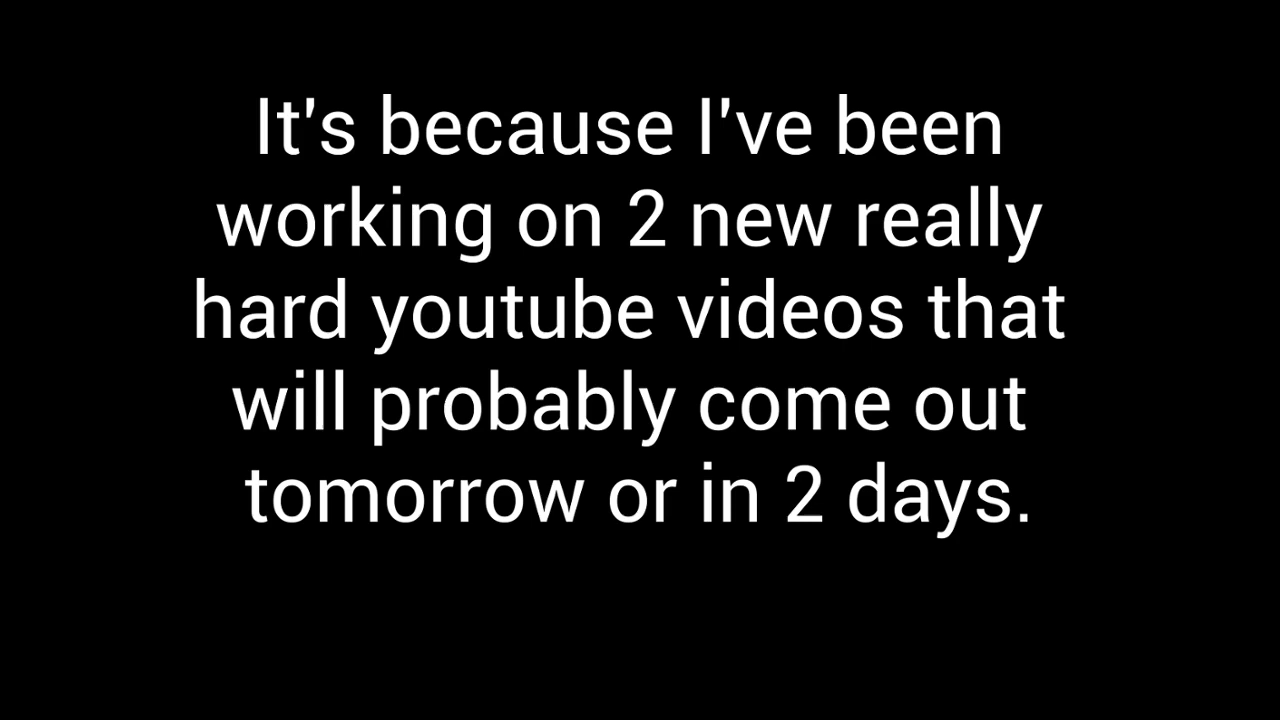 It's because I've been
working on 2 new really
hard youtube videos that
will probably come out
tomorrow or in 2 days.